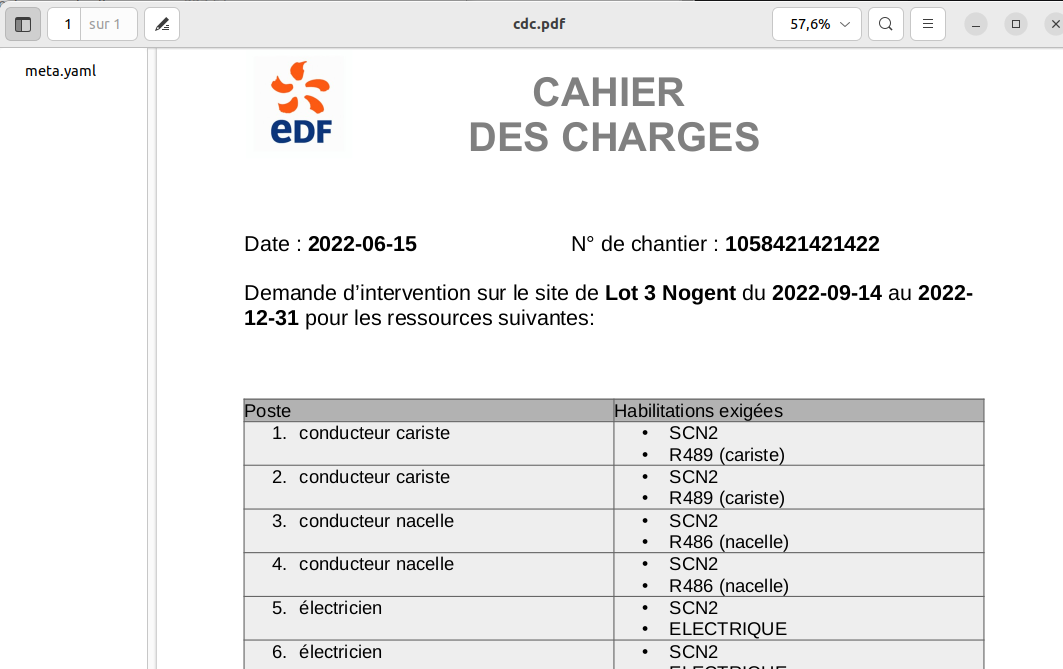 1 sur 1
cdc.pdf
57,6%
meta.yaml
eDF
CAHIER
DES CHARGES
Date : 2022-06-15 N° de chantier : 1058421421422
Demande d’intervention sur le site de Lot 3 Nogent du 2022-09-14 au 2022-
12-31 pour les ressources suivantes:
Poste Habilitations exigées
1. conducteur cariste • SCN2
• R489 (cariste)
2. conducteur cariste • SCN2
• R489 (cariste)
3. conducteur nacelle • SCN2
• R486 (nacelle)
4. conducteur nacelle • SCN2
• R486 (nacelle)
5. électricien • SCN2
• ELECTRIQUE
6. électricien • SCN2